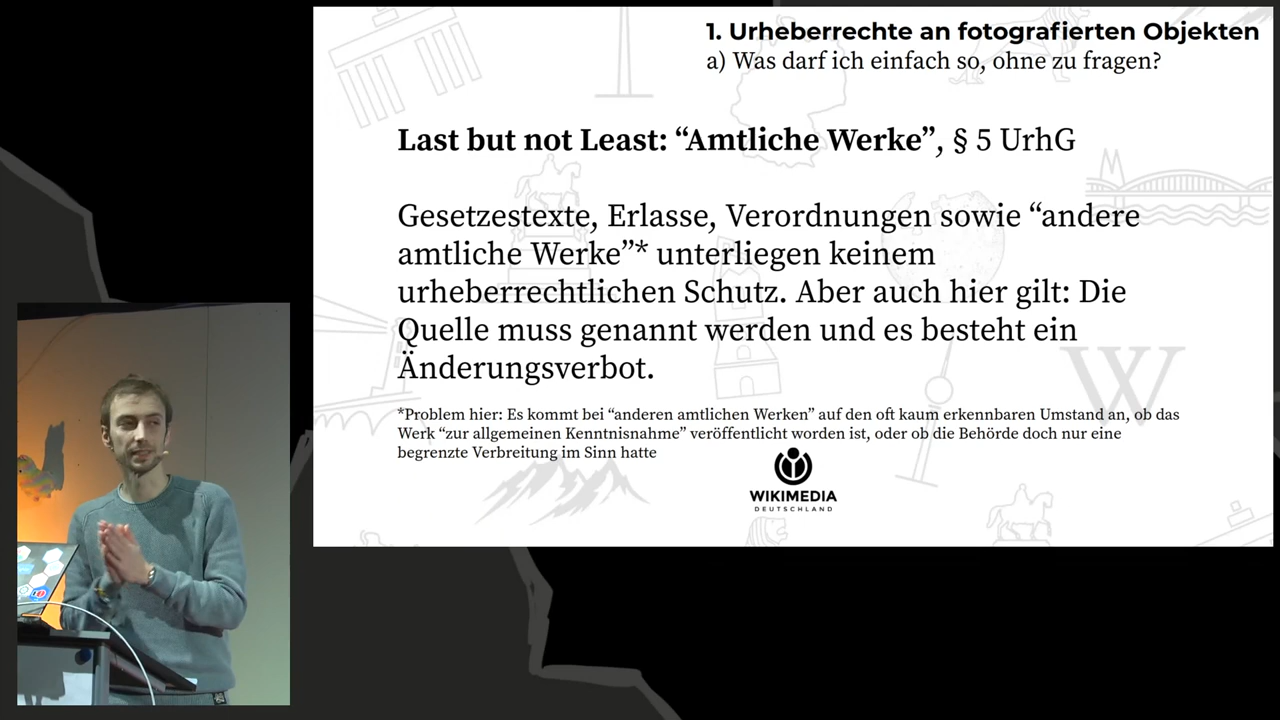 1. Urheberrechte an fotografierten Objekten
a) Was darf ich einfach so, ohne zu fragen?
Last but not Least: “Amtliche Werke”, § 5 UrhG
Gesetzestexte, Erlasse, Verordnungen sowie “andere
amtliche Werke”* unterliegen keinem
urheberrechtlichen Schutz. Aber auch hier gilt: Die
Quelle muss genannt werden und es besteht ein
Änderungsverbot.
*Problem hier: Es kommt bei “anderen amtlichen Werken” auf den oft kaum erkennbaren Umstand an, ob das
Werk “zur allgemeinen Kenntnisnahme” veröffentlicht worden ist, oder ob die Behörde doch nur eine
begrenzte Verbreitung im Sinn hatte
W
WIKIMEDIA
DEUTSCHLAND